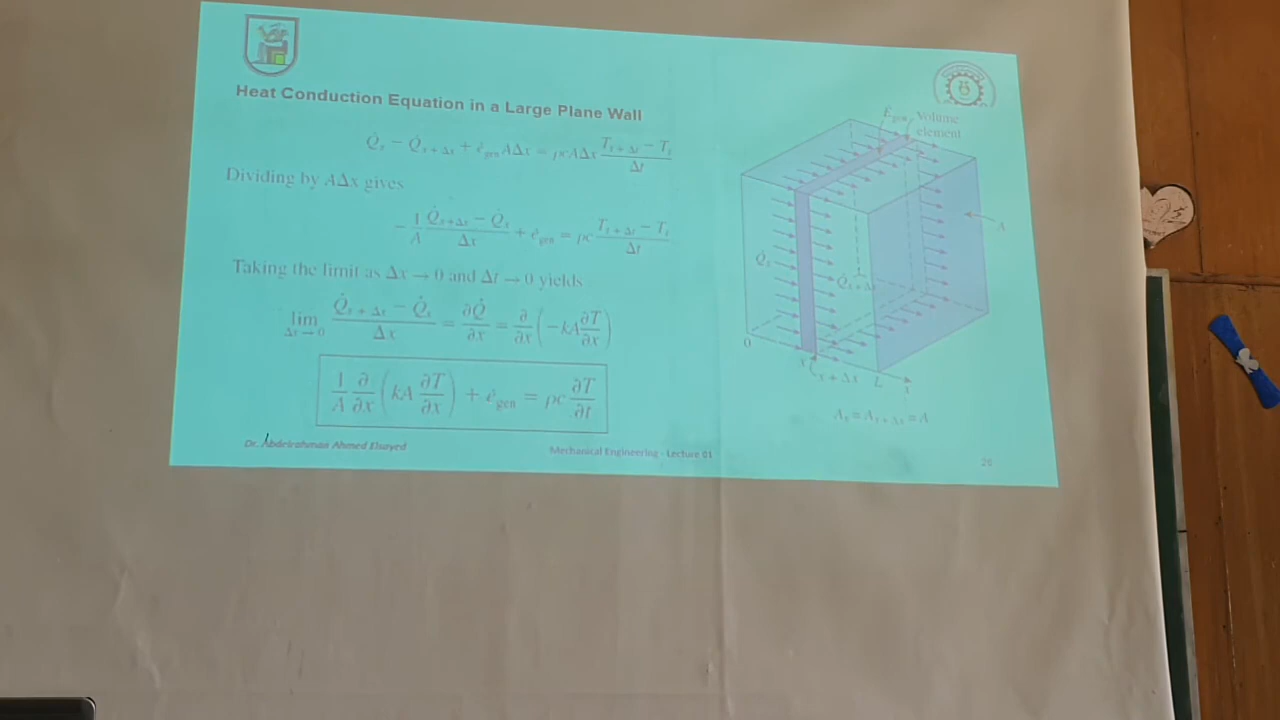 Heat Conduction Equation in a Large Plane Wall
Q̇ₓ − Q̇ₓ₊Δₓ + ėgen AΔx = ρcAΔx (Tt+Δt − Tt)/Δt
Dividing by AΔx gives
−(1/A) (Q̇ₓ₊Δₓ − Q̇ₓ)/Δx + ėgen = ρc (Tt+Δt − Tt)/Δt
Taking the limit as Δx → 0 and Δt → 0 yields
lim Δx→0 (Q̇ₓ₊Δₓ − Q̇ₓ)/Δx = ∂Q̇/∂x = ∂/∂x (−kA ∂T/∂x)
(1/A) ∂/∂x (kA ∂T/∂x) + ėgen = ρc ∂T/∂t
Ėgen
Volume
element
A
Q̇ₓ
Q̇ₓ₊Δₓ
0
x
x + Δx
L
x
Aₓ = Aₓ₊Δₓ = A
Dr. Abdelrahman Ahmed Elsayed
Mechanical Engineering - Lecture 01
26